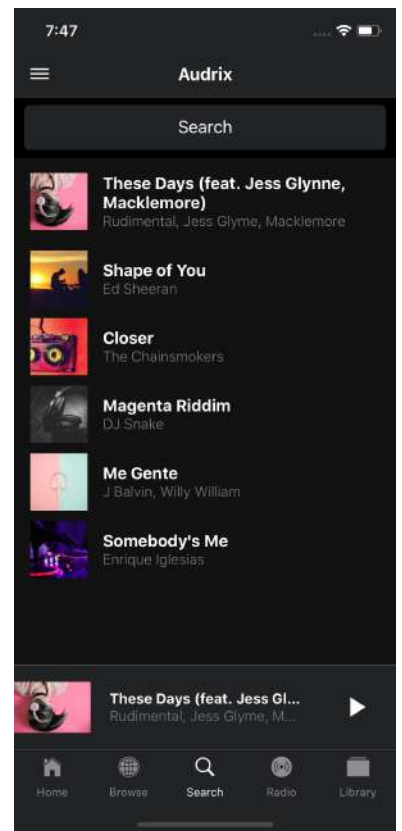 7:47
Audrix
Search
These Days (feat. Jess Glynne,
Macklemore)
Rudimental, Jess Glyme, Macklemore
Shape of You
Ed Sheeran
Closer
The Chainsmokers
Magenta Riddim
DJ Snake
Me Gente
J Balvin, Willy William
Somebody's Me
Enrique Iglesias
These Days (feat. Jess Gl...
Rudimental, Jess Glyme, M...
Home Browse Search Radio Library